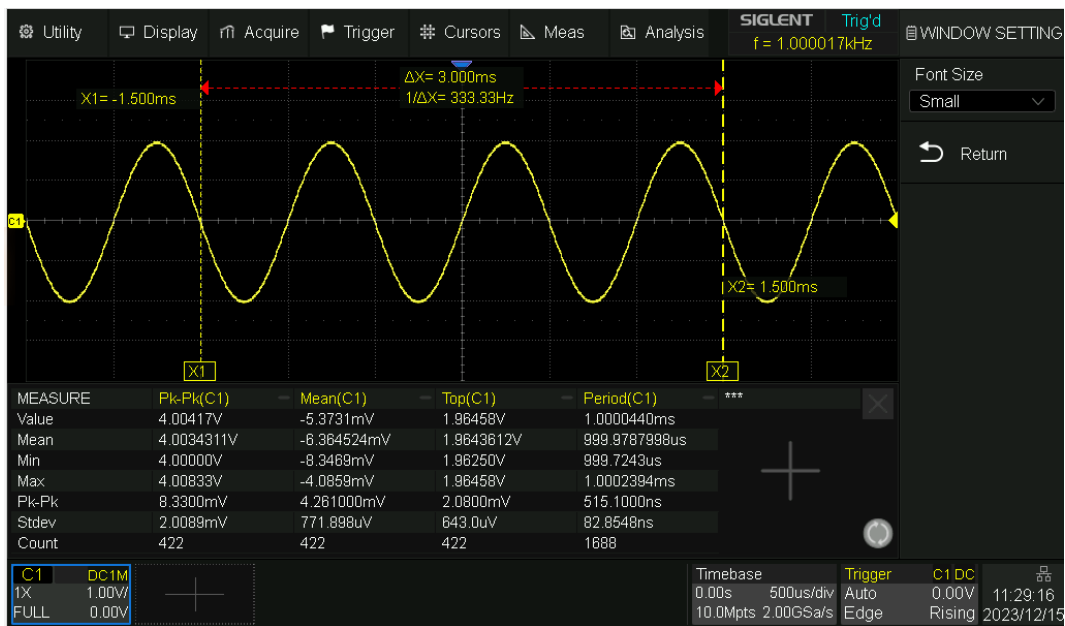 Utility Display Acquire Trigger Cursors Meas Analysis SIGLENT Trig'd
f = 1.000017kHz
WINDOW SETTING
Font Size
Small
Return
ΔX= 3.000ms
X1= -1.500ms 1/ΔX= 333.33Hz
C1
X2= 1.500ms
X1 X2
MEASURE Pk-Pk(C1) Mean(C1) Top(C1) Period(C1) ***
Value 4.00417V -5.3731mV 1.96458V 1.0000440ms
Mean 4.0034311V -6.364524mV 1.9643612V 999.9787998us
Min 4.00000V -8.3469mV 1.96250V 999.7243us
Max 4.00833V -4.0859mV 1.96458V 1.0002394ms
Pk-Pk 8.3300mV 4.261000mV 2.0800mV 515.1000ns
Stdev 2.0089mV 771.898uV 643.0uV 82.8548ns
Count 422 422 422 1688
C1 DC1M Timebase Trigger C1 DC
1X 1.00V/ 0.00s 500us/div Auto 0.00V 11:29:16
FULL 0.00V 10.0Mpts 2.00GSa/s Edge Rising 2023/12/15